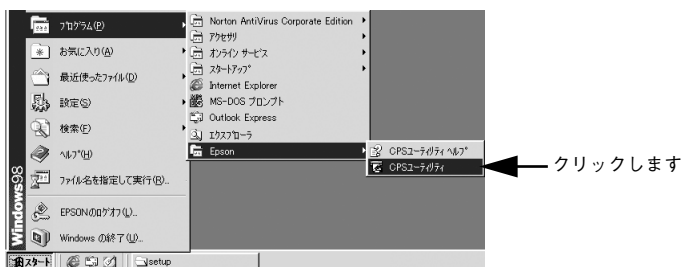 プログラム(P)
お気に入り(A)
最近使ったファイル(D)
設定(S)
検索(F)
ヘルプ(H)
ファイル名を指定して実行(R)...
EPSONのログオフ(L)...
Windows の終了(U)...
Windows98
Norton AntiVirus Corporate Edition
アクセサリ
オンライン サービス
スタートアップ
Internet Explorer
MS-DOS プロンプト
Outlook Express
エクスプローラ
Epson
CPSユーティリティ ヘルプ
CPSユーティリティ
クリックします
スタート
setup